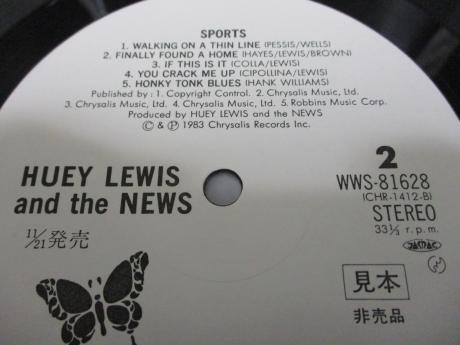 SPORTS
1. WALKING ON A THIN LINE (PESSIS/WELLS)
2. FINALLY FOUND A HOME (HAYES/LEWIS/BROWN)
3. IF THIS IS IT (COLLA/LEWIS)
4. YOU CRACK ME UP (CIPOLLINA/LEWIS)
5. HONKY TONK BLUES (HANK WILLIAMS)
Published by : 1. Copyright Control. 2. Chrysalis Music, Ltd.
3. Chrysalis Music, Ltd. 4. Chrysalis Music, Ltd. 5. Robbins Music Corp.
Produced by HUEY LEWIS and the NEWS
© & ℗ 1983 Chrysalis Records Inc.
HUEY LEWIS
and the NEWS
11/21発売
2
WWS-81628
(CHR-1412-B)
STEREO
33⅓ r.p.m.
JASRAC
見本
非売品